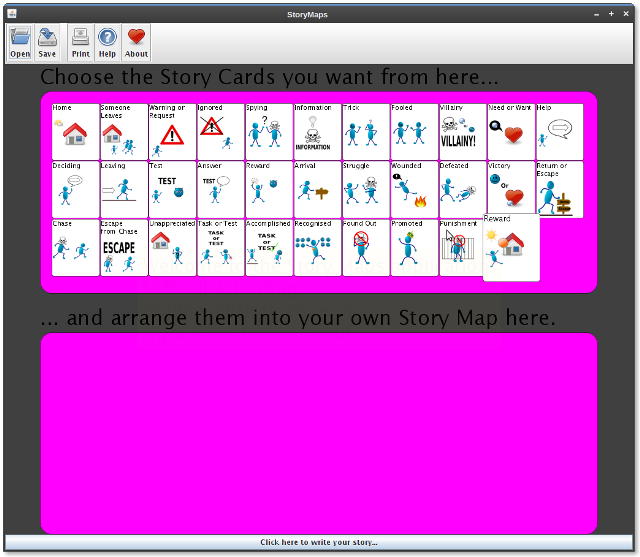 StoryMaps
Open Save Print Help About
Choose the Story Cards you want from here...
Home Someone Leaves Warning or Request Ignored Spying Information Trick Fooled Villainy Need or Want Help
INFORMATION VILLAINY!
Deciding Leaving Test Answer Reward Arrival Struggle Wounded Defeated Victory Return or Escape
TEST TEST Or
Chase Escape from Chase Unappreciated Task or Test Accomplished Recognised Found Out Promoted Punishment Reward
ESCAPE TASK or TEST TASK or TEST
... and arrange them into your own Story Map here.
Click here to write your story...